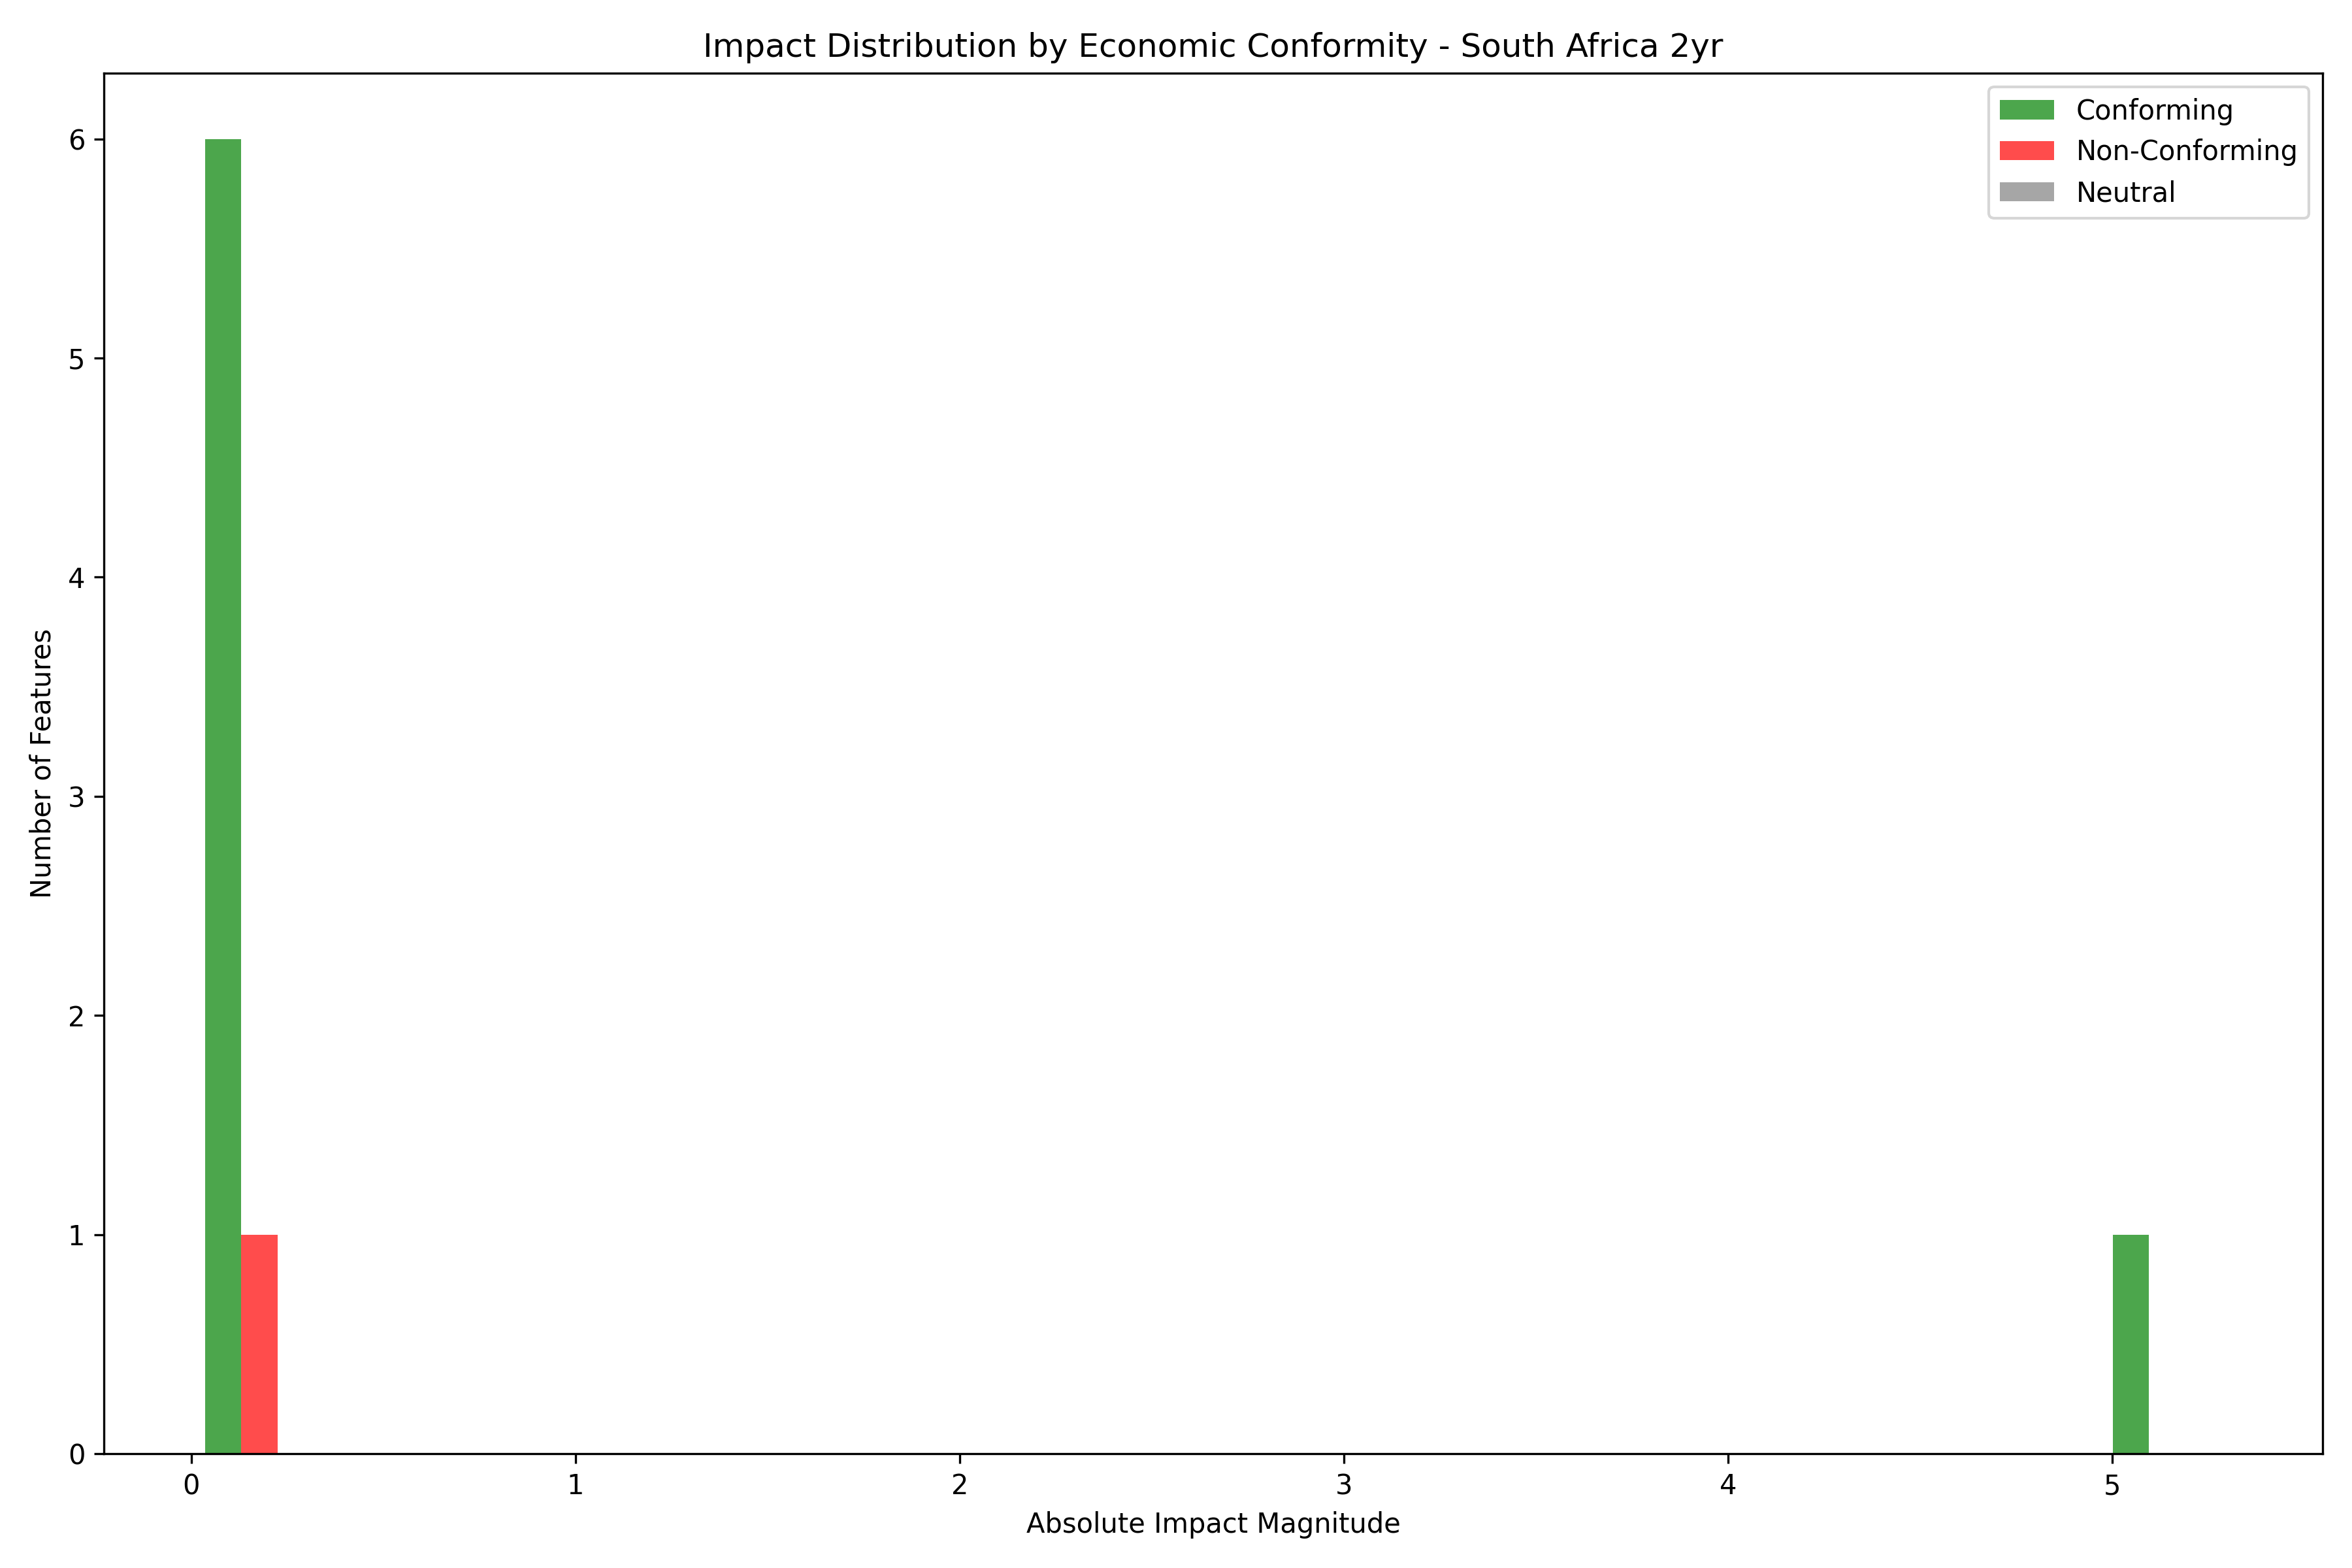 Impact Distribution by Economic Conformity - South Africa 2yr
Conforming
Non-Conforming
Neutral
6
5
4
3
2
1
0
Number of Features
0 1 2 3 4 5
Absolute Impact Magnitude